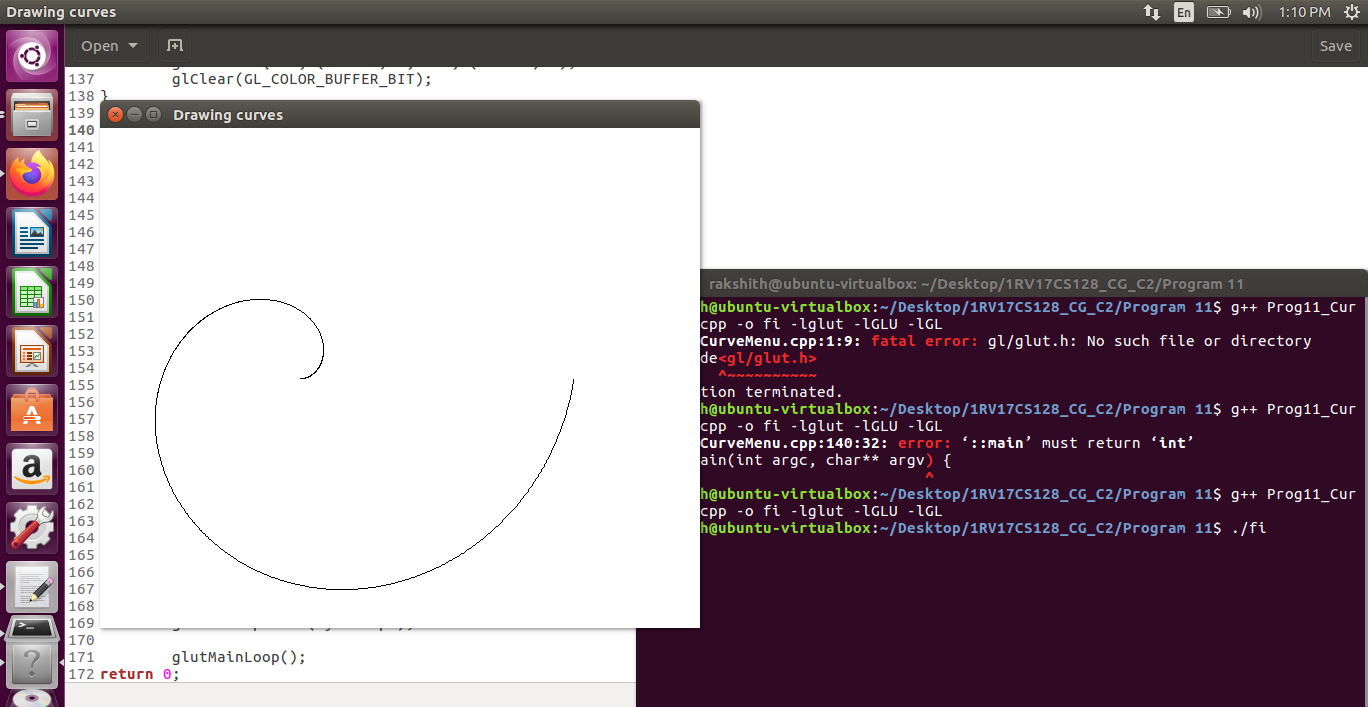 Drawing curves
En
1:10 PM
Open
Save
137 glClear(GL_COLOR_BUFFER_BIT);
138 }
139
140
141
142
143
144
145
146
147
148
149
150
151
152
153
154
155
156
157
158
159
160
161
162
163
164
165
166
167
168
169
170
171 glutMainLoop();
172 return 0;
Drawing curves
rakshith@ubuntu-virtualbox: ~/Desktop/1RV17CS128_CG_C2/Program 11
h@ubuntu-virtualbox:~/Desktop/1RV17CS128_CG_C2/Program 11$ g++ Prog11_Cur
cpp -o fi -lglut -lGLU -lGL
CurveMenu.cpp:1:9: fatal error: gl/glut.h: No such file or directory
de<gl/glut.h>
^~~~~~~~~~~
tion terminated.
h@ubuntu-virtualbox:~/Desktop/1RV17CS128_CG_C2/Program 11$ g++ Prog11_Cur
cpp -o fi -lglut -lGLU -lGL
CurveMenu.cpp:140:32: error: ‘::main’ must return ‘int’
ain(int argc, char** argv) {
^
h@ubuntu-virtualbox:~/Desktop/1RV17CS128_CG_C2/Program 11$ g++ Prog11_Cur
cpp -o fi -lglut -lGLU -lGL
h@ubuntu-virtualbox:~/Desktop/1RV17CS128_CG_C2/Program 11$ ./fi